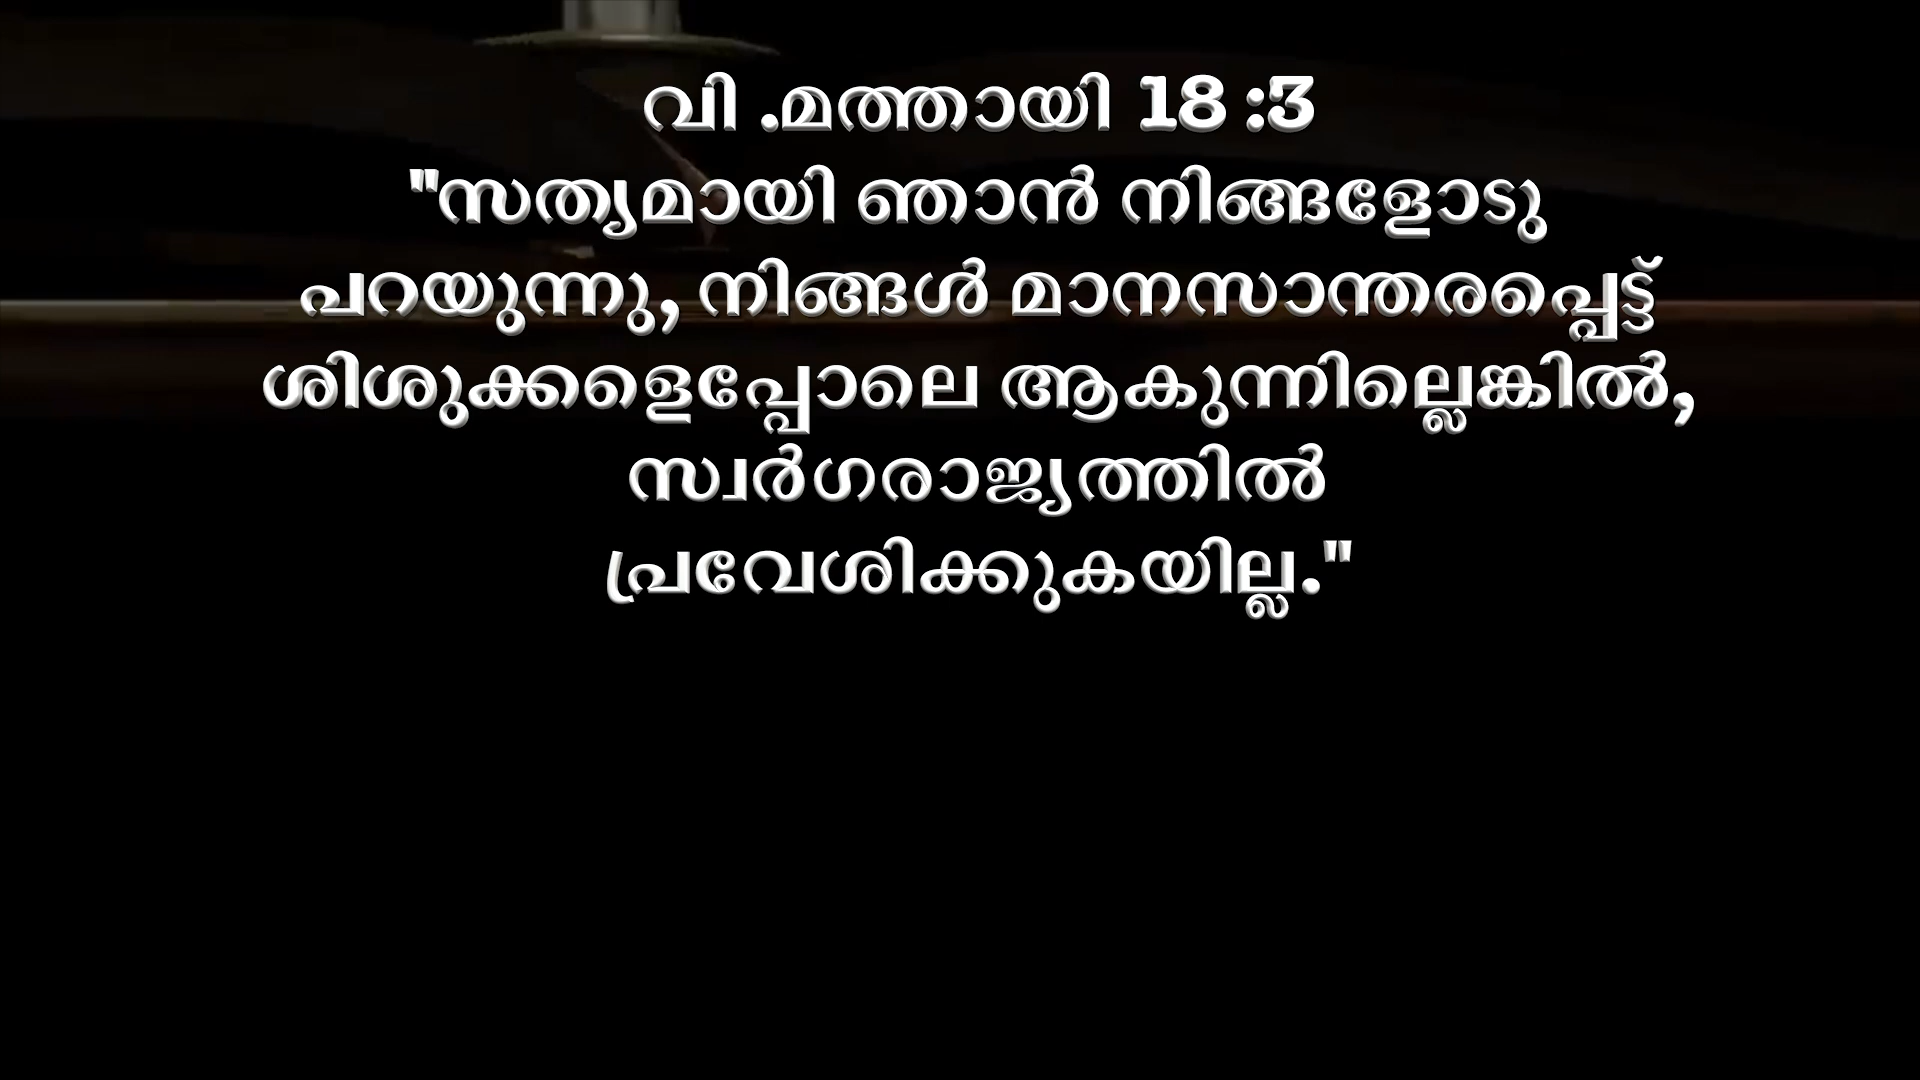 വി .മത്തായി 18 :3
"സത്യമായി ഞാൻ നിങ്ങളോടു
പറയുന്നു, നിങ്ങൾ മാനസാന്തരപ്പെട്ട്
ശിശുക്കളെപ്പോലെ ആകുന്നില്ലെങ്കിൽ,
സ്വർഗരാജ്യത്തിൽ
പ്രവേശിക്കുകയില്ല."